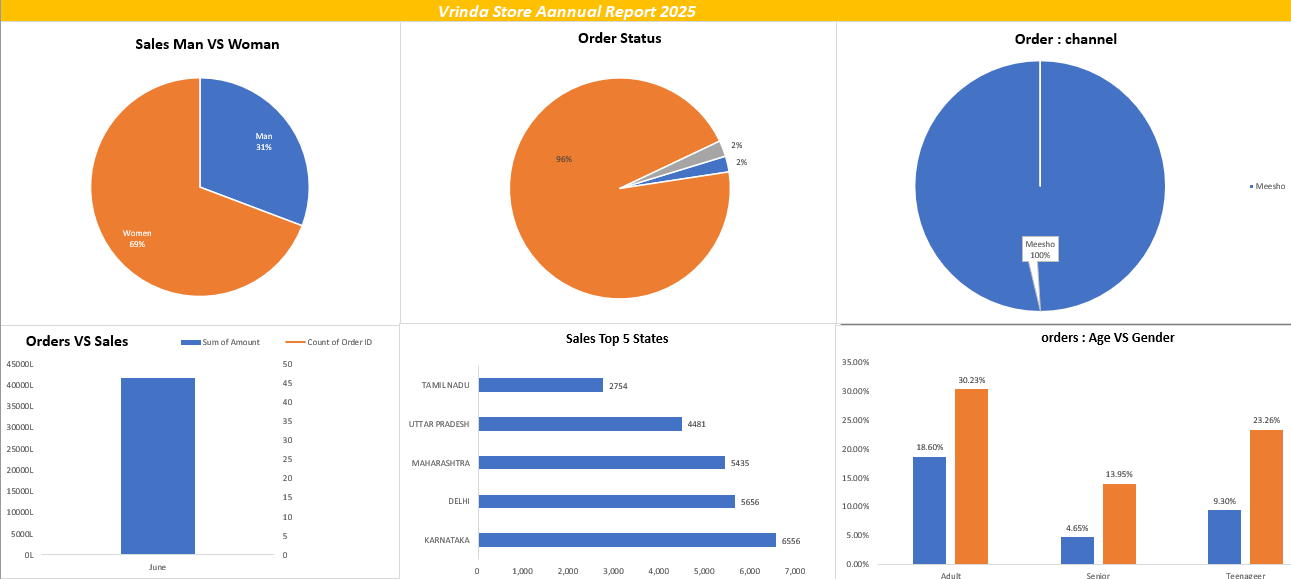 Vrinda Store Aannual Report 2025
Sales Man VS Woman
Man
31%
Women
69%
Order Status
96%
2%
2%
Order : channel
Meesho
100%
Meesho
Orders VS Sales
Sum of Amount
Count of Order ID
45000L
40000L
35000L
30000L
25000L
20000L
15000L
10000L
5000L
0L
50
45
40
35
30
25
20
15
10
5
0
June
Sales Top 5 States
TAMIL NADU
2754
UTTAR PRADESH
4481
MAHARASHTRA
5435
DELHI
5656
KARNATAKA
6556
0
1,000
2,000
3,000
4,000
5,000
6,000
7,000
orders : Age VS Gender
35.00%
30.00%
25.00%
20.00%
15.00%
10.00%
5.00%
0.00%
18.60%
30.23%
4.65%
13.95%
9.30%
23.26%
Adult
Senior
Teenageer